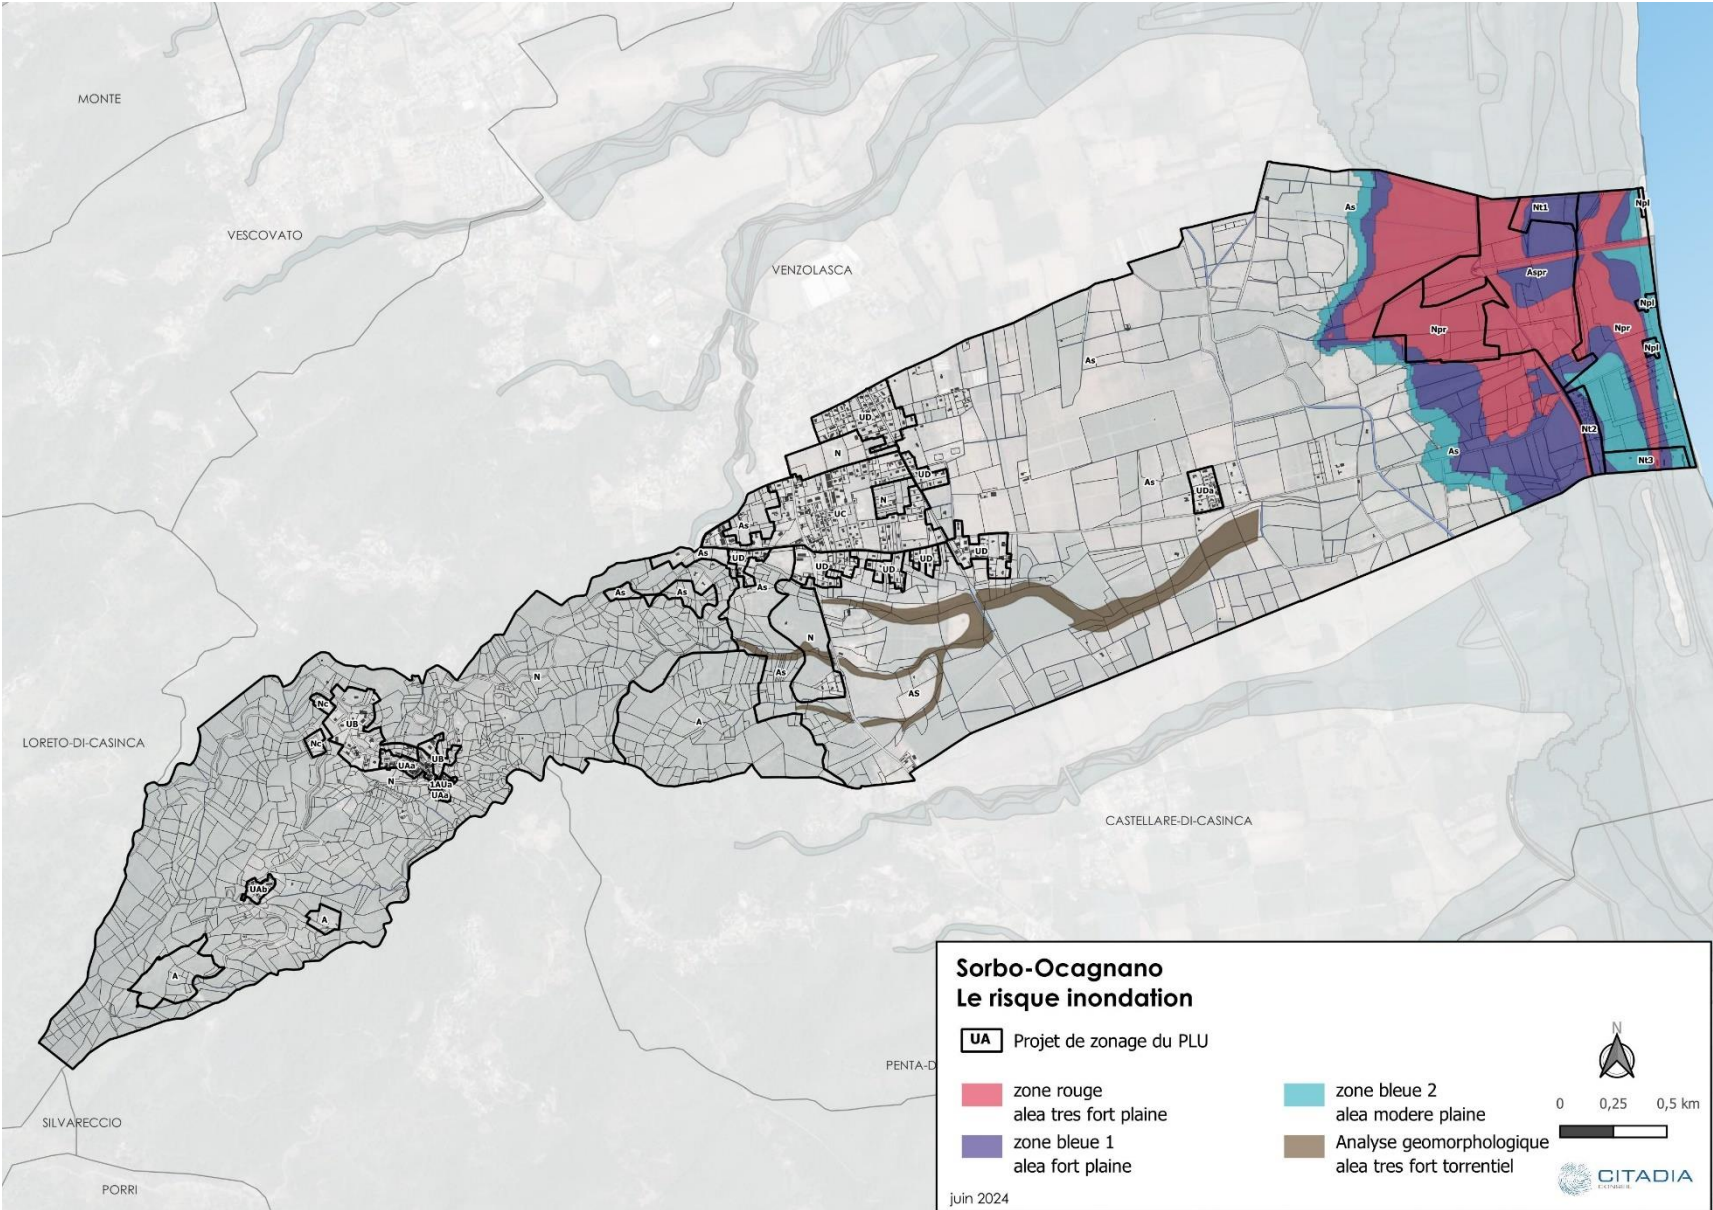 MONTE
VESCOVATO
VENZOLASCA
As
Nt1
Npl
Aspr
Npl
Npr
Npr
Npl
As
UD
Nt2
N
As
Nt3
UD
As
UDa
N
UC
As
As
UD
UD
UD
UD
UD
As
As
As
N
N
As
AS
A
Nc
UB
Nc
LORETO-DI-CASINCA
UB
UAa
N
1AUa
UAa
CASTELLARE-DI-CASINCA
UAb
A
A
PENTA-D
SILVARECCIO
PORRI
Sorbo-Ocagnano
Le risque inondation
UA Projet de zonage du PLU
zone rouge
alea tres fort plaine
zone bleue 1
alea fort plaine
zone bleue 2
alea modere plaine
Analyse geomorphologique
alea tres fort torrentiel
N
0 0,25 0,5 km
CITADIA
CONSEIL
juin 2024